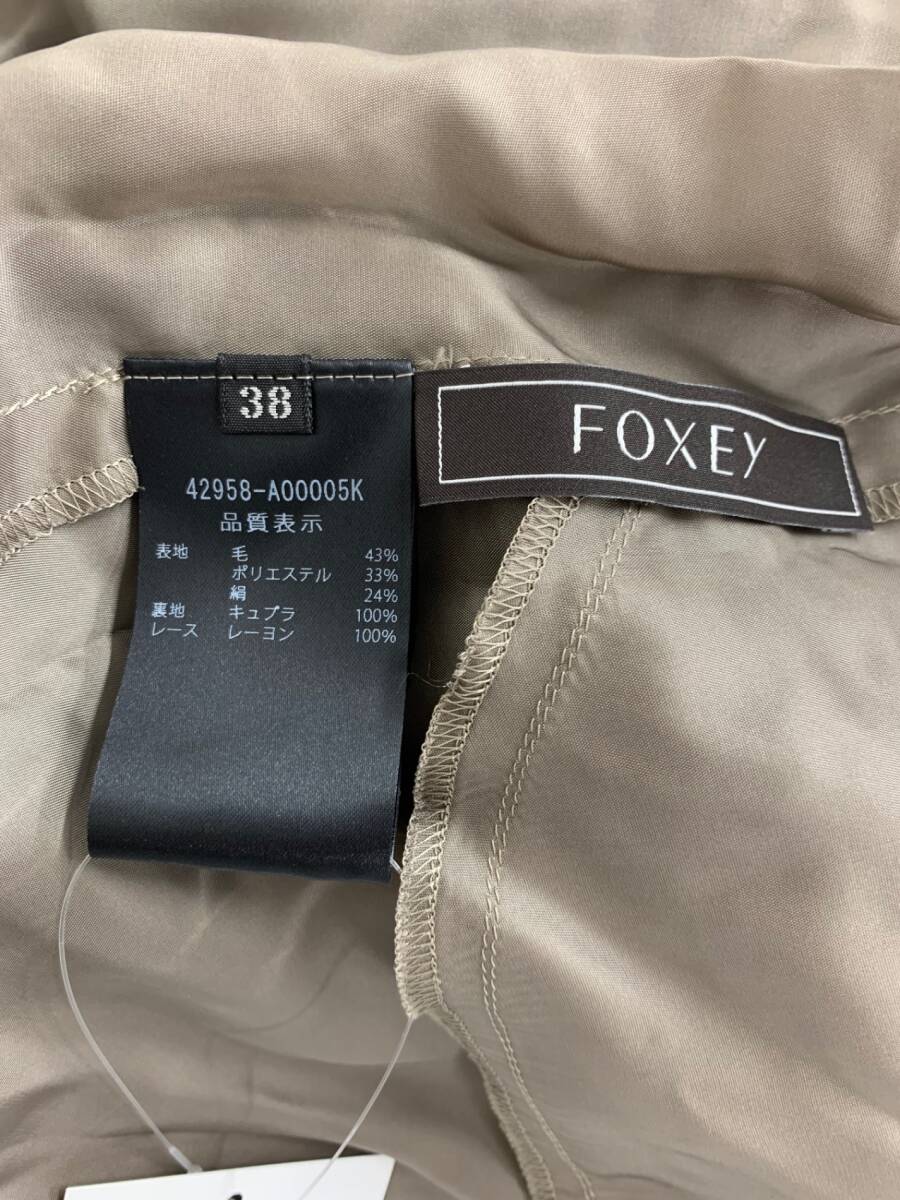 38
FOXEY
42958-A00005K
品質表示
表地 毛 43%
ポリエステル 33%
絹 24%
裏地 キュプラ 100%
レース レーヨン 100%